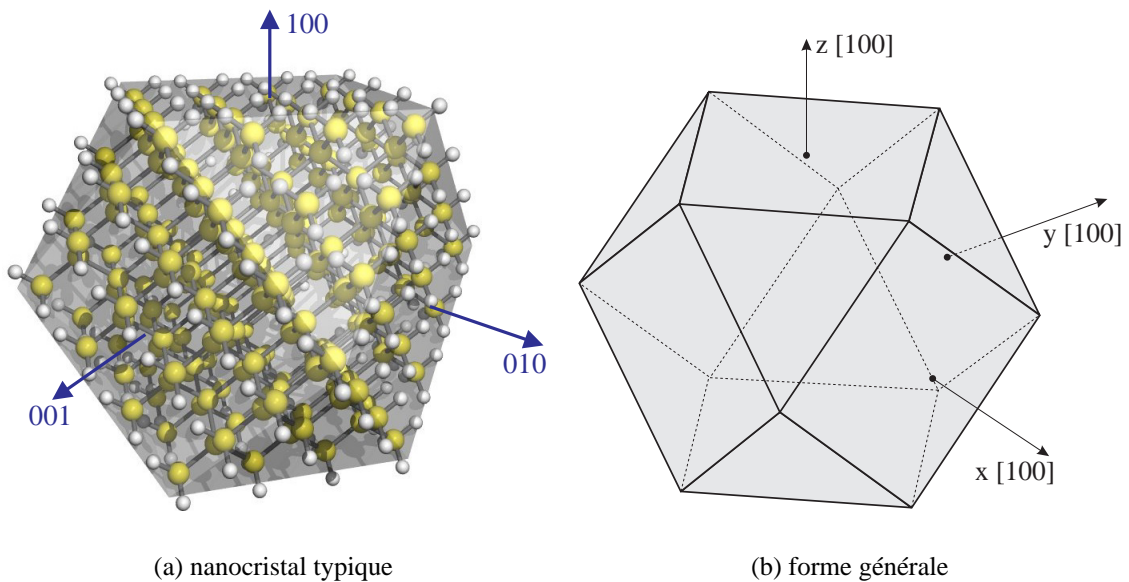 100
010
001
z [100]
y [100]
x [100]
(a) nanocristal typique
(b) forme générale